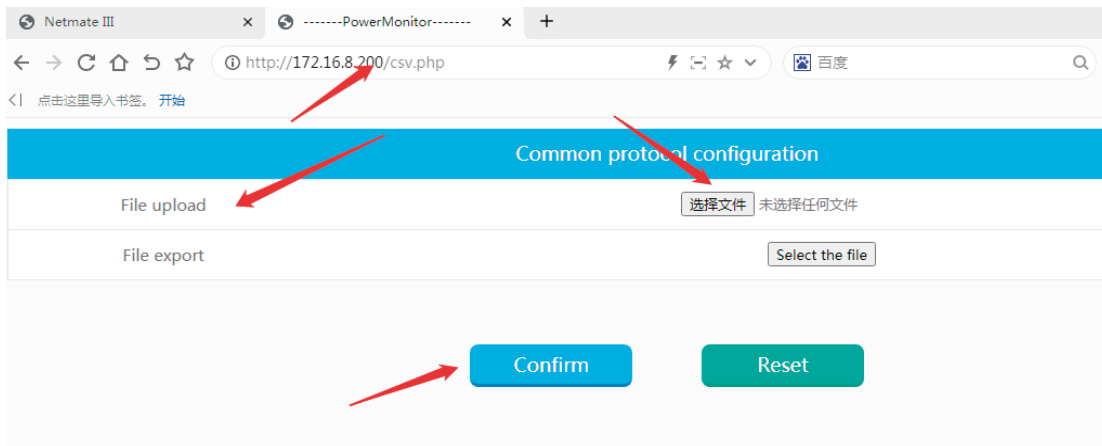 Netmate III
-------PowerMonitor-------
http://172.16.8.200/csv.php
百度
点击这里导入书签。 开始
Common protocol configuration
File upload 选择文件 未选择任何文件
File export Select the file
Confirm Reset